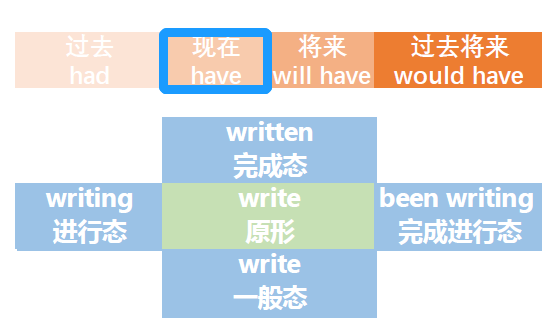 过去 现在 将来 过去将来
had have will have would have
written
完成态
writing write been writing
进行态 原形 完成进行态
write
一般态